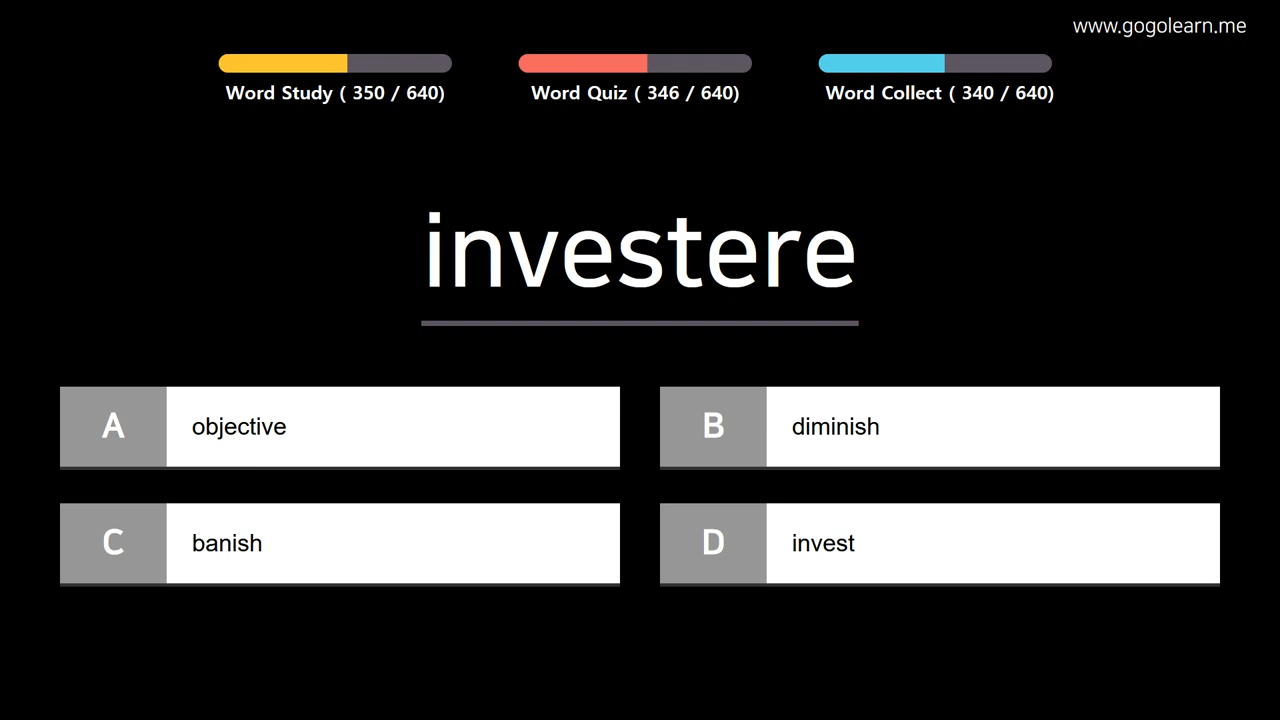 www.gogolearn.me
Word Study ( 350 / 640)
Word Quiz ( 346 / 640)
Word Collect ( 340 / 640)
investere
A objective
B diminish
C banish
D invest